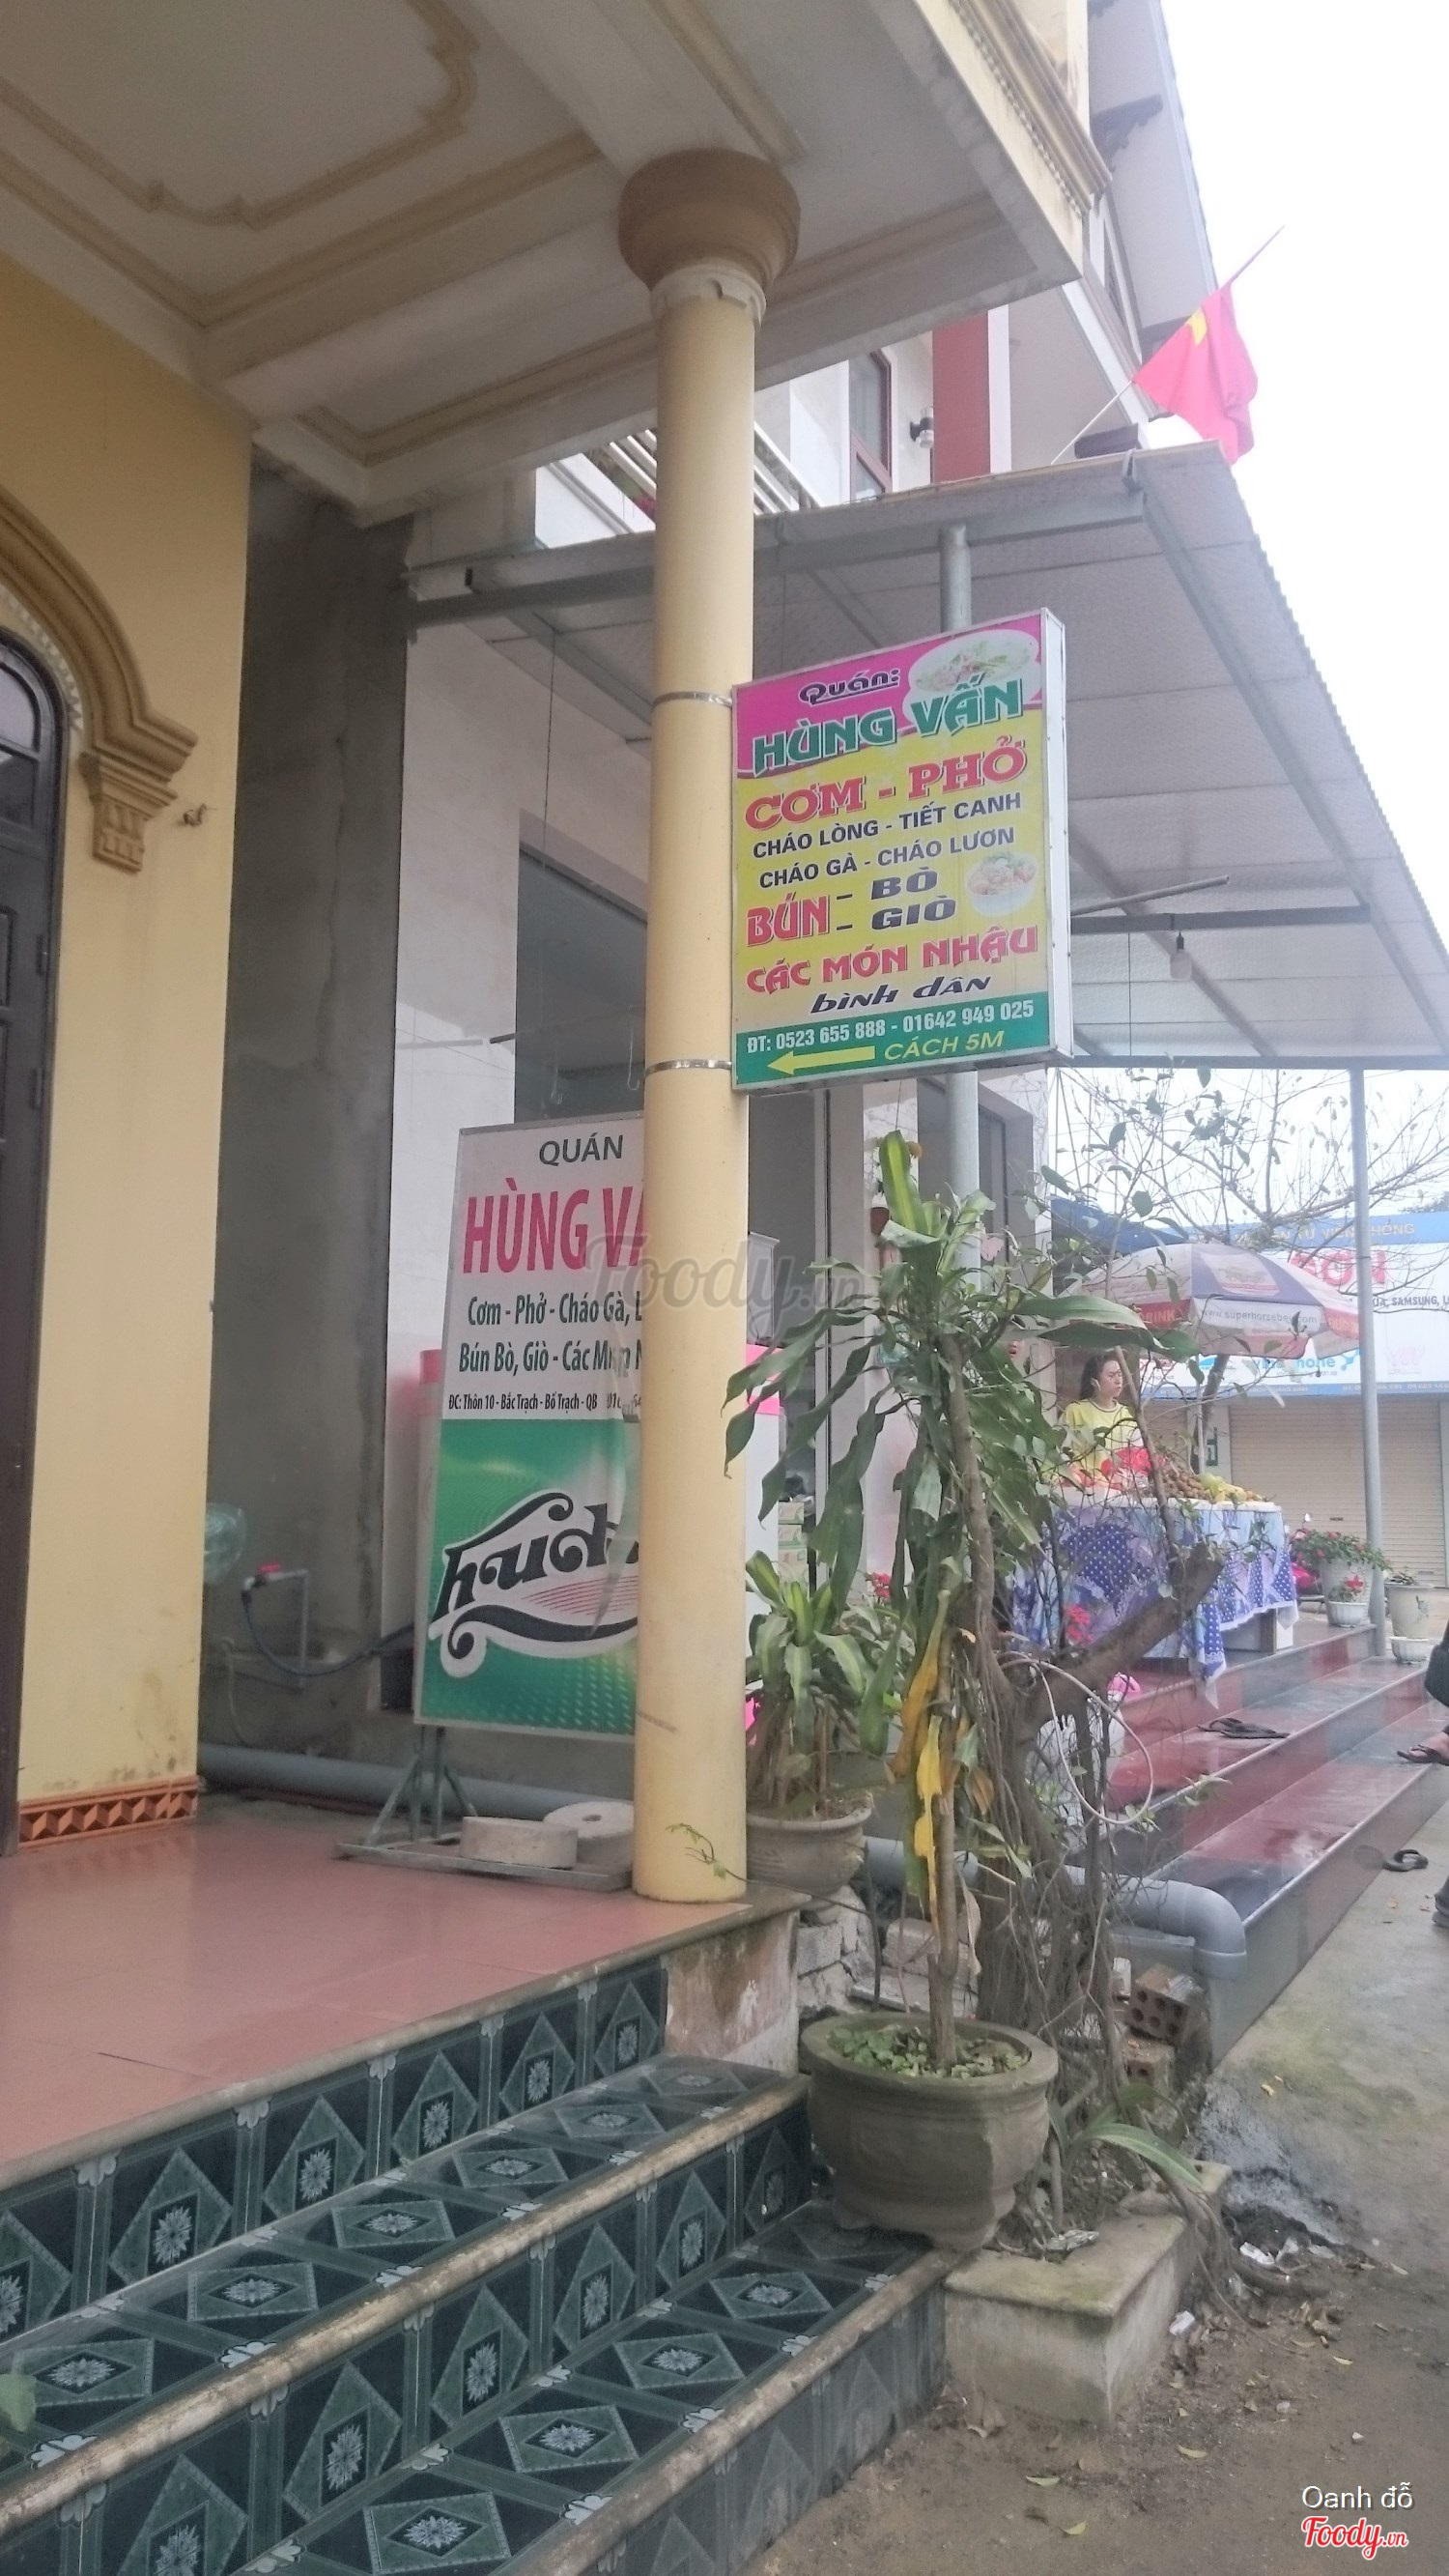 Quán:
HÙNG VẤN
CƠM - PHỞ
CHÁO LÒNG - TIẾT CANH
CHÁO GÀ - CHÁO LƯƠN
BÚN - BÒ
- GIÒ
CÁC MÓN NHẬU
bình dân
ĐT: 0523 655 888 - 01642 949 025
CÁCH 5M
QUÁN
HÙNG
Cơm - Phở - Cháo Gà,
Bún Bò, Giò - Các
ĐC: Thôn 10 - Bắc Trạch - Bố Trạch - QB
Foody.vn
SAMSUNG,
Oanh đỗ
Foody.vn